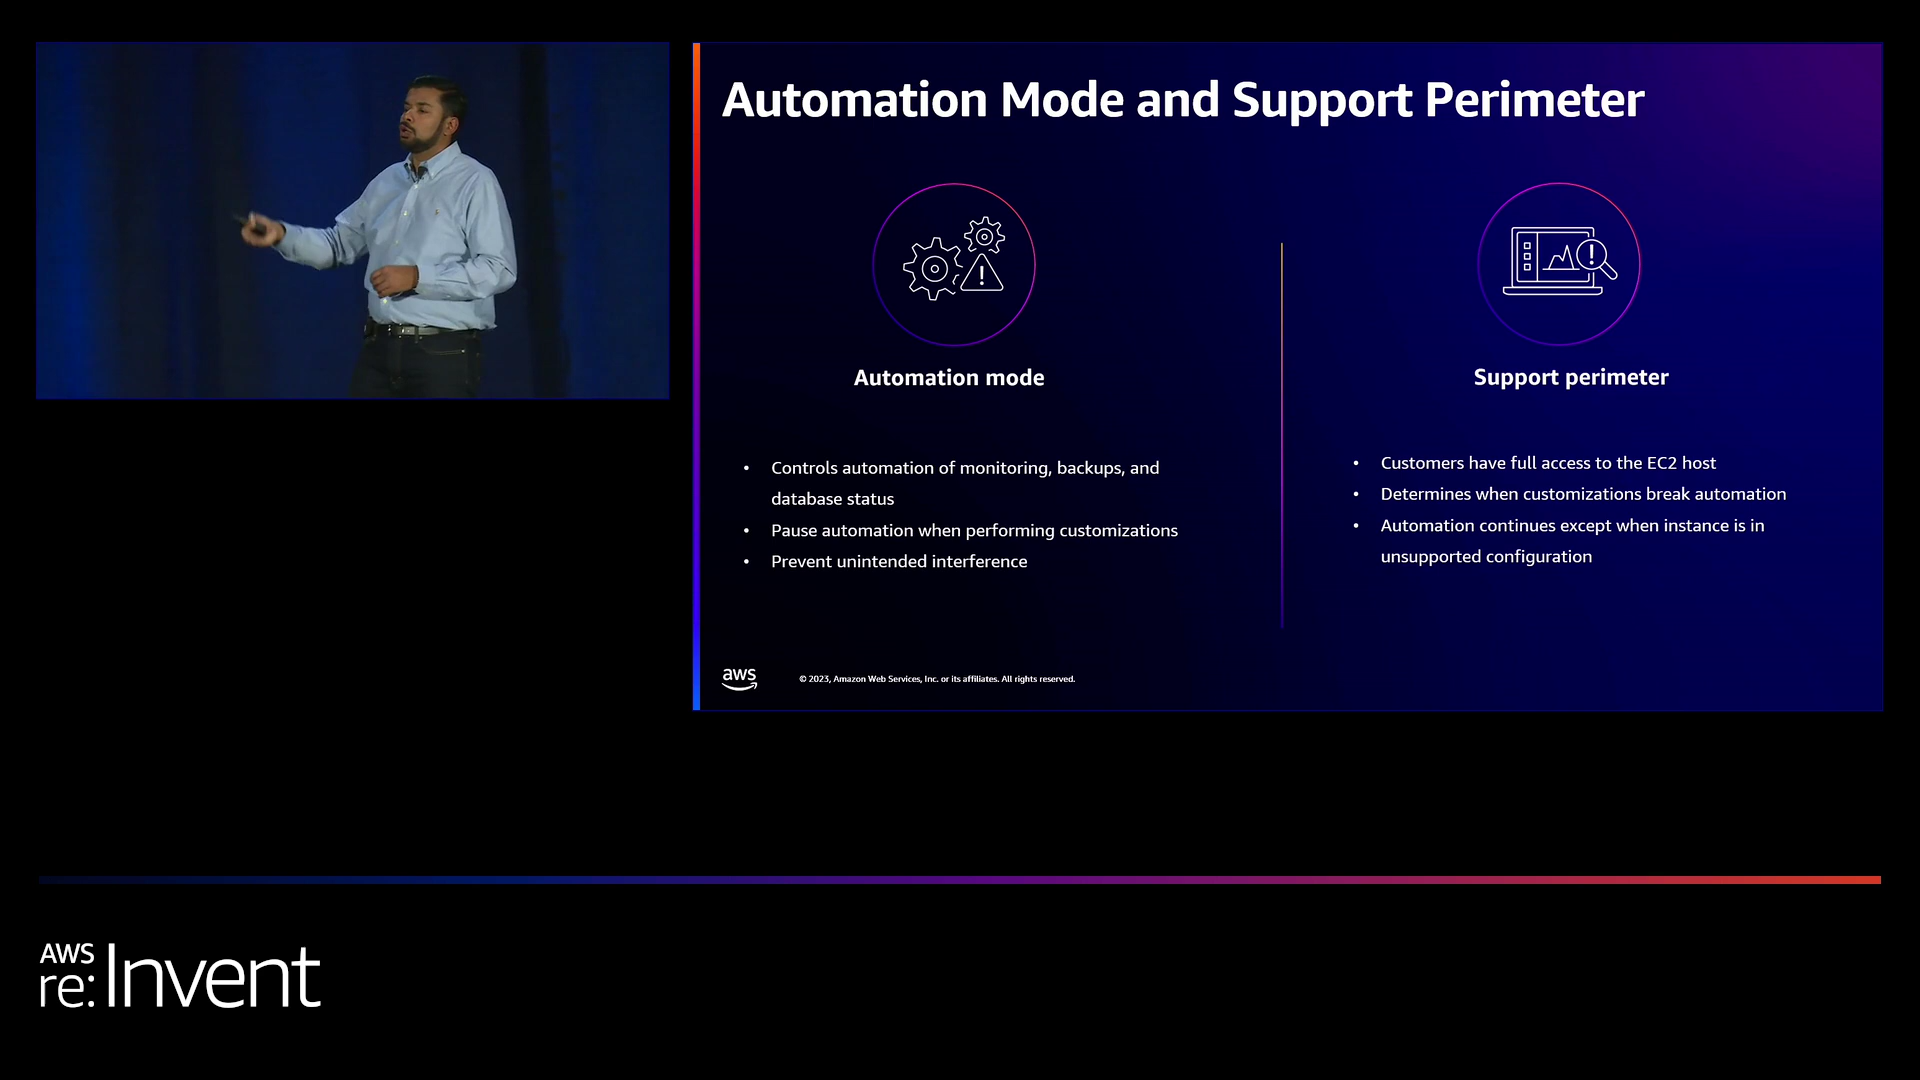 Automation Mode and Support Perimeter
Automation mode
• Controls automation of monitoring, backups, and
database status
• Pause automation when performing customizations
• Prevent unintended interference
Support perimeter
• Customers have full access to the EC2 host
• Determines when customizations break automation
• Automation continues except when instance is in
unsupported configuration
aws
© 2023, Amazon Web Services, Inc. or its affiliates. All rights reserved.
AWS
re:Invent